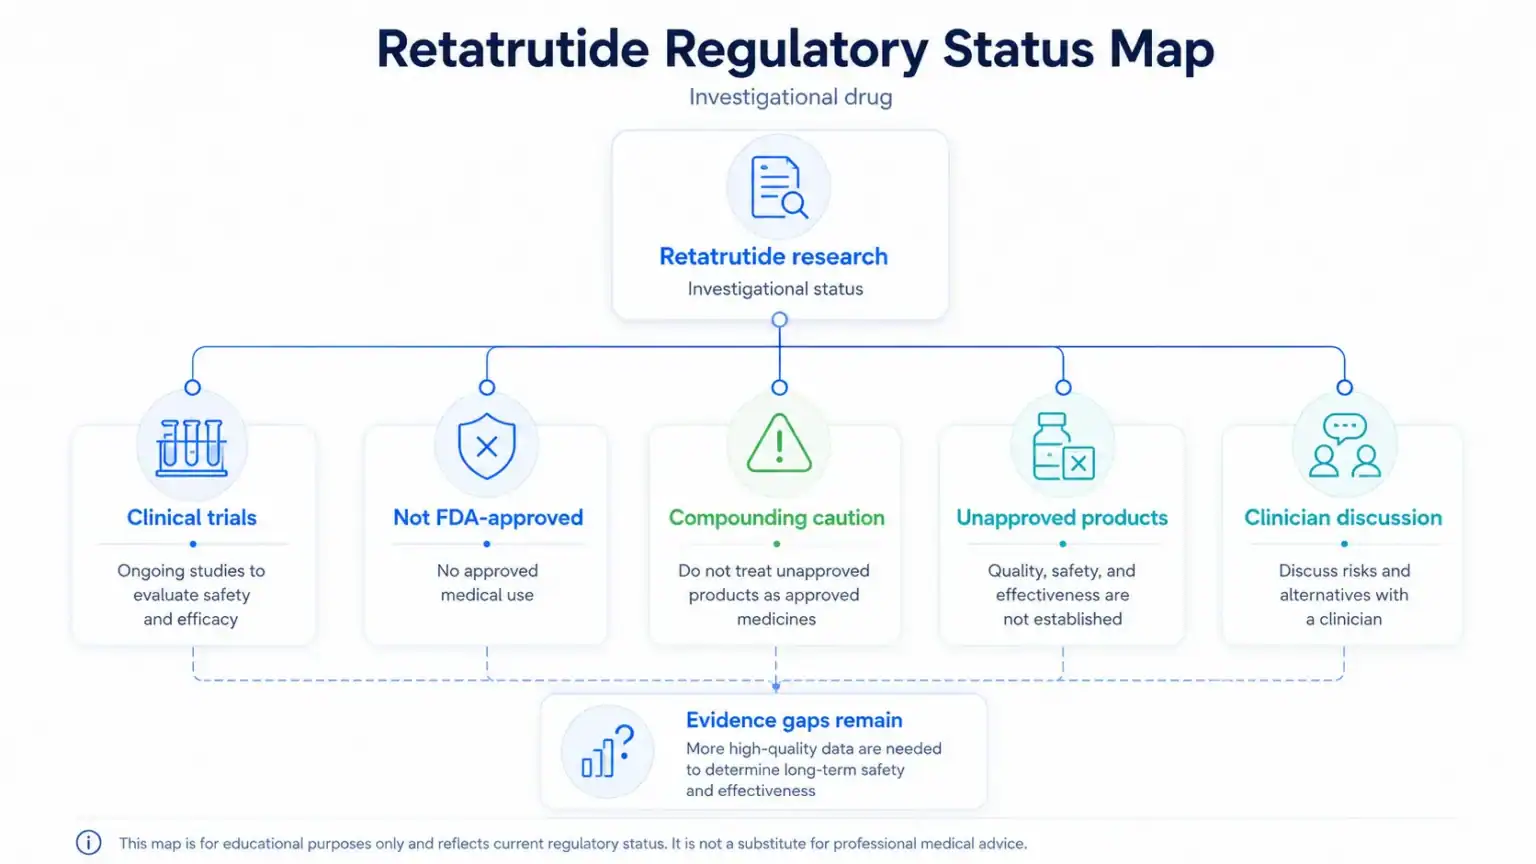 Retatrutide Regulatory Status Map
Investigational drug
Retatrutide research
Investigational status
Clinical trials
Ongoing studies to
evaluate safety
and efficacy
Not FDA-approved
No approved
medical use
Compounding caution
Do not treat unapproved
products as approved
medicines
Unapproved products
Quality, safety, and
effectiveness are
not established
Clinician discussion
Discuss risks and
alternatives with
a clinician
Evidence gaps remain
More high-quality data are needed
to determine long-term safety
and effectiveness
This map is for educational purposes only and reflects current regulatory status. It is not a substitute for professional medical advice.